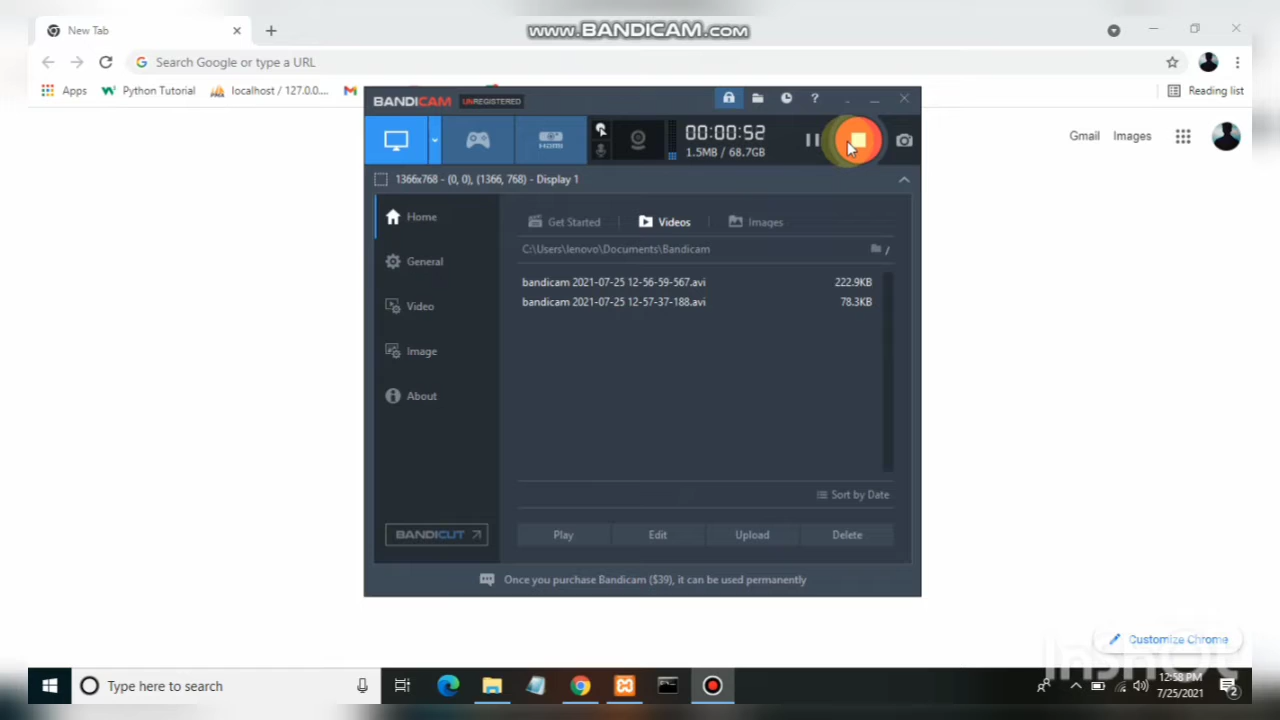 New Tab
www.BANDICAM.com
Search Google or type a URL
Apps Python Tutorial localhost / 127.0.0... Reading list
BANDICAM UNREGISTERED
Gmail Images
HDMI 00:00:52
1.5MB / 68.7GB
1366x768 - (0, 0), (1366, 768) - Display 1
Home
General
Video
Image
About
BANDICUT
Get Started Videos Images
C:\Users\lenovo\Documents\Bandicam
bandicam 2021-07-25 12-56-59-567.avi 222.9KB
bandicam 2021-07-25 12-57-37-188.avi 78.3KB
Sort by Date
Play Edit Upload Delete
Once you purchase Bandicam ($39), it can be used permanently
Customize Chrome
InShOt
Type here to search
12:58 PM
7/25/2021
2